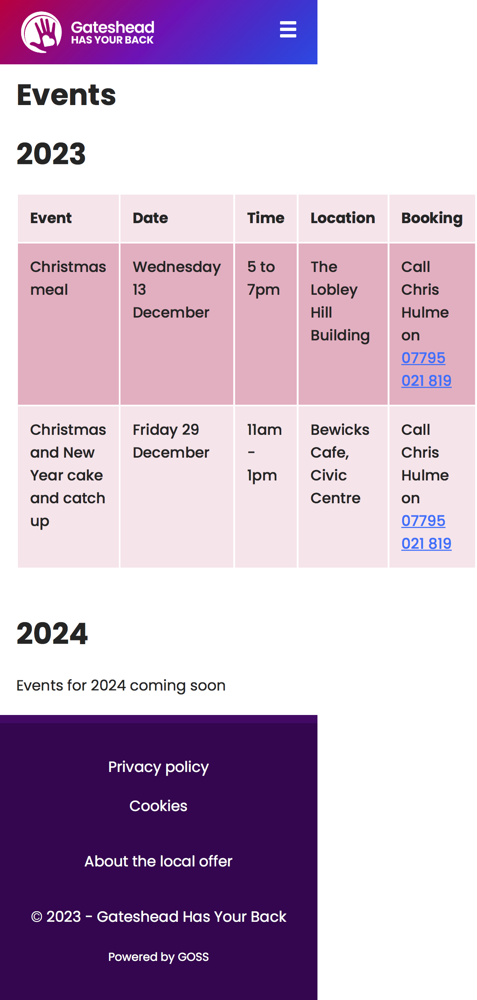 Gateshead
HAS YOUR BACK
Events
2023
Event Date Time Location Booking
Christmas
meal
Wednesday
13
December
5 to
7pm
The
Lobley
Hill
Building
Call
Chris
Hulme
on
07795
021 819
Christmas
and New
Year cake
and catch
up
Friday 29
December
11am
-
1pm
Bewicks
Cafe,
Civic
Centre
Call
Chris
Hulme
on
07795
021 819
2024
Events for 2024 coming soon
Privacy policy
Cookies
About the local offer
© 2023 - Gateshead Has Your Back
Powered by GOSS